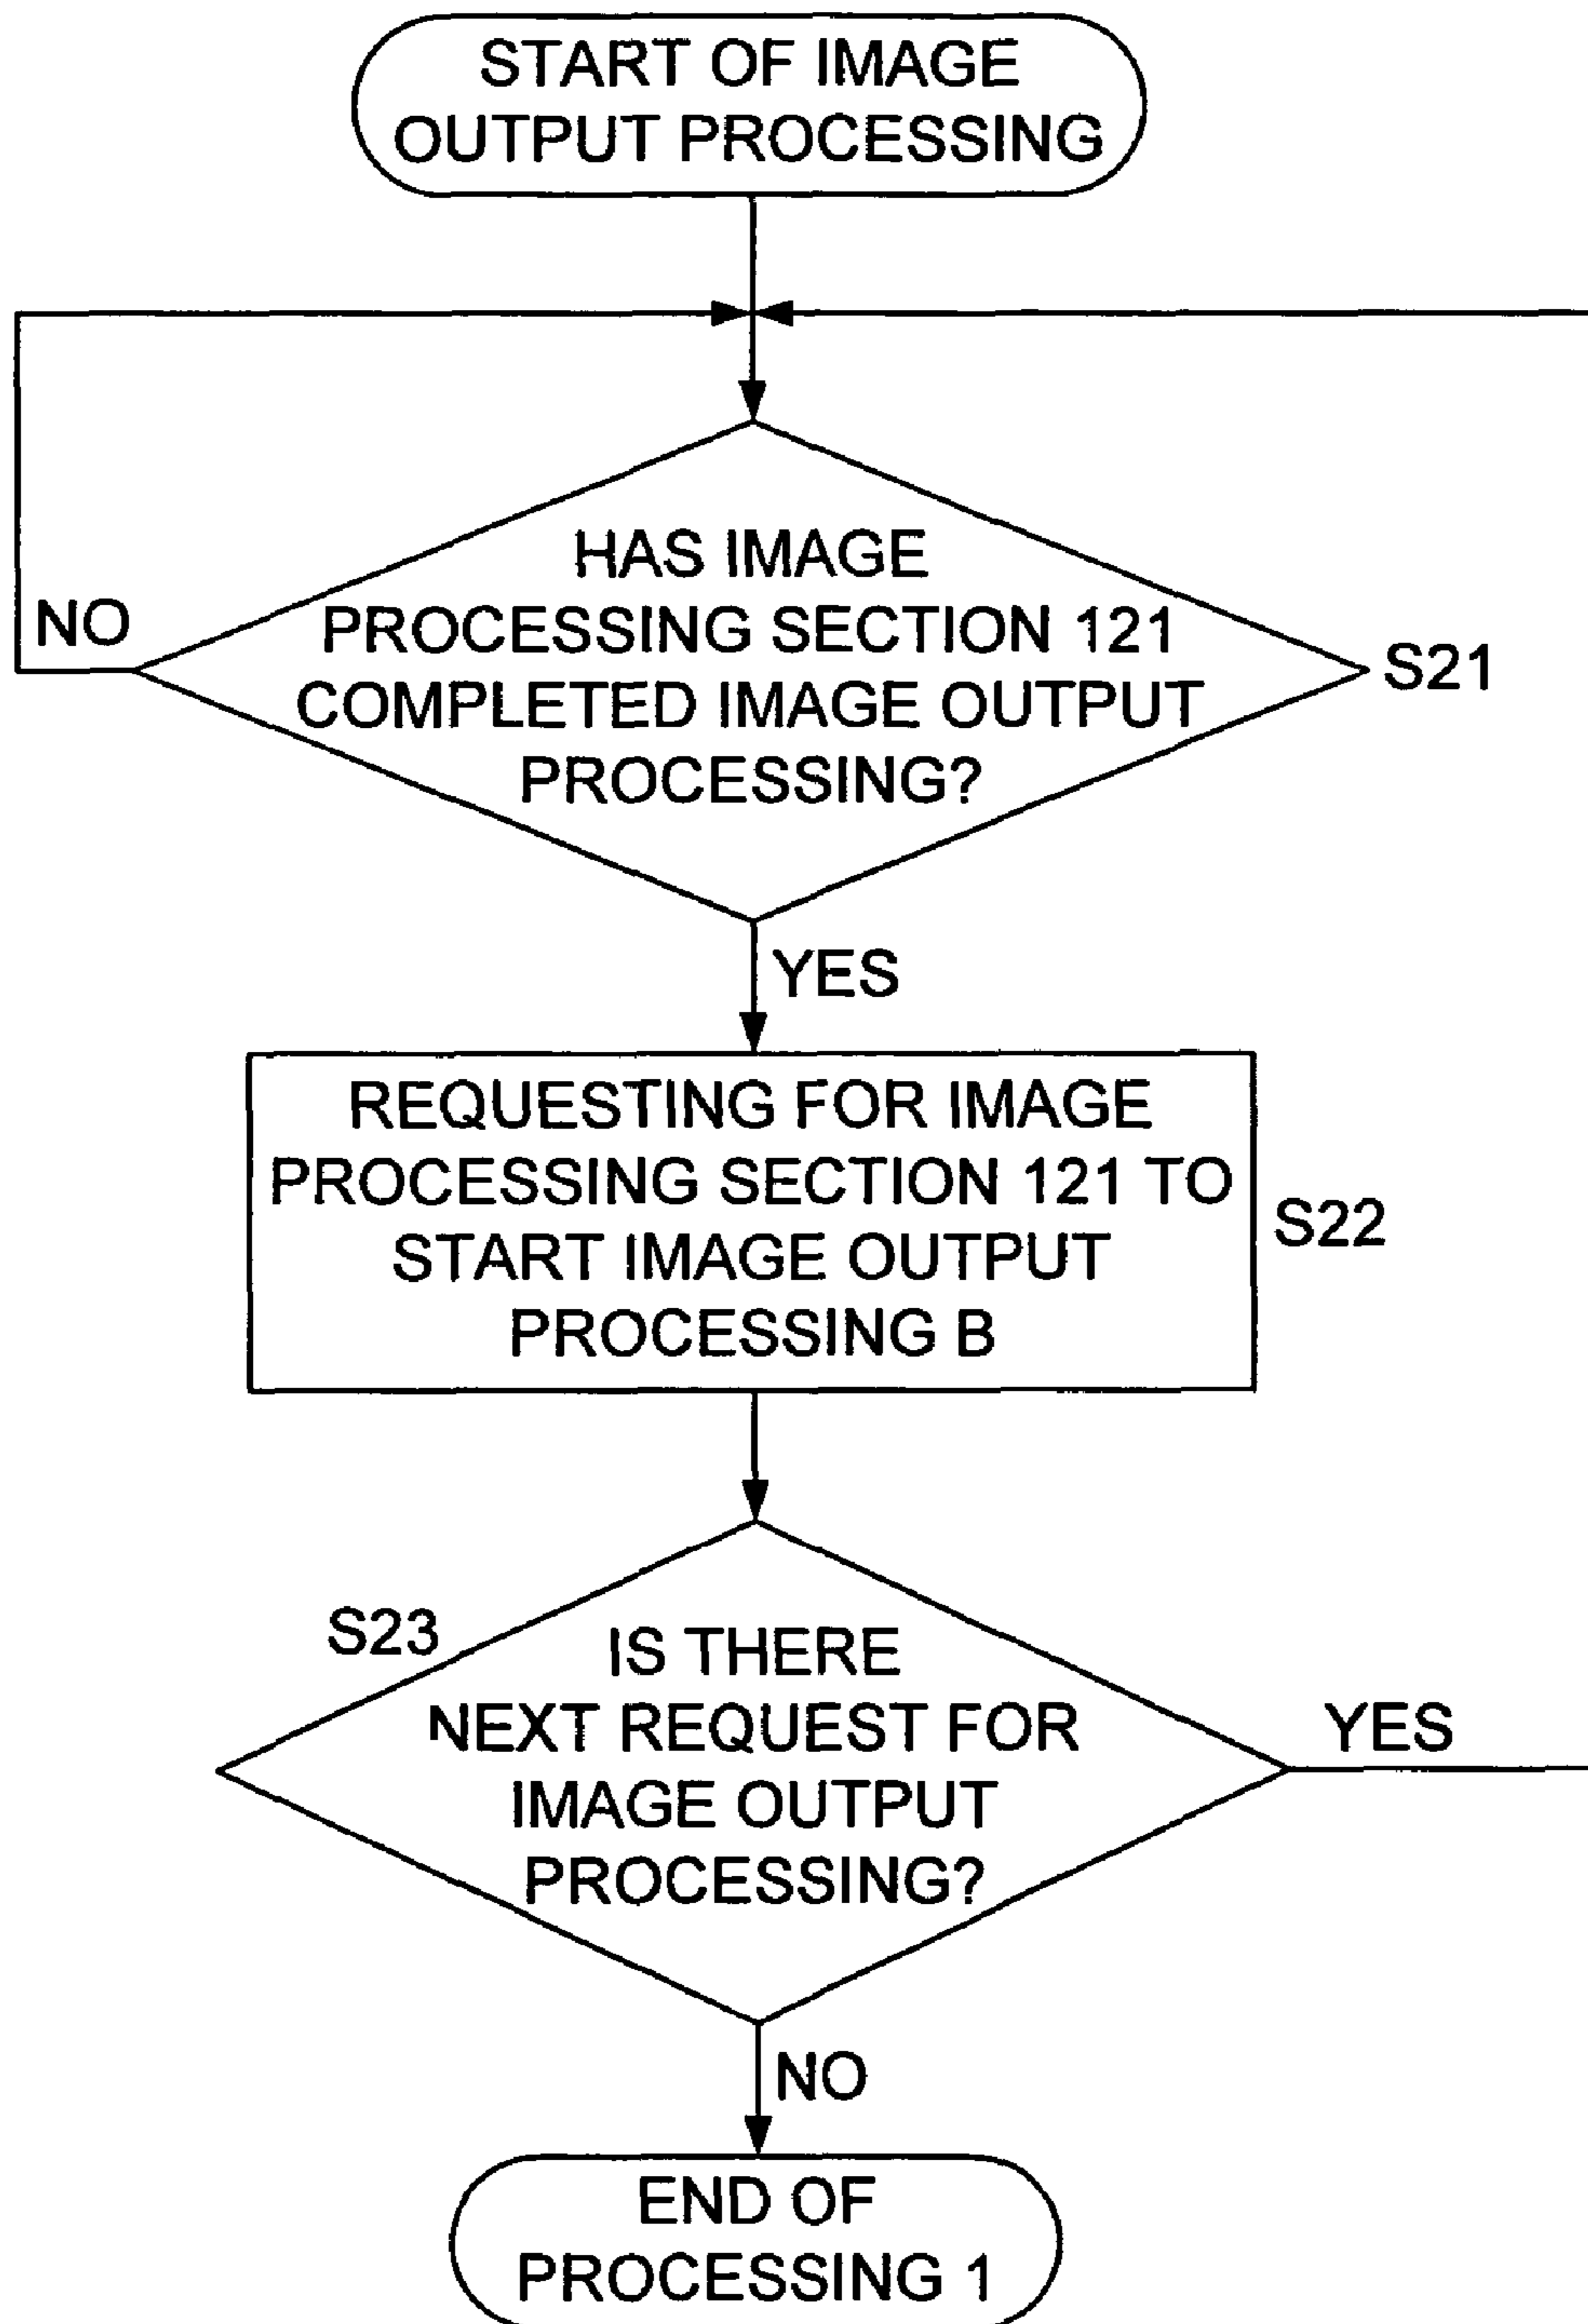 START OF IMAGE
OUTPUT PROCESSING
HAS IMAGE
PROCESSING SECTION 121
COMPLETED IMAGE OUTPUT
PROCESSING?
NO
S21
YES
REQUESTING FOR IMAGE
PROCESSING SECTION 121 TO
START IMAGE OUTPUT
PROCESSING B
S22
S23
IS THERE
NEXT REQUEST FOR
IMAGE OUTPUT
PROCESSING?
YES
NO
END OF
PROCESSING 1